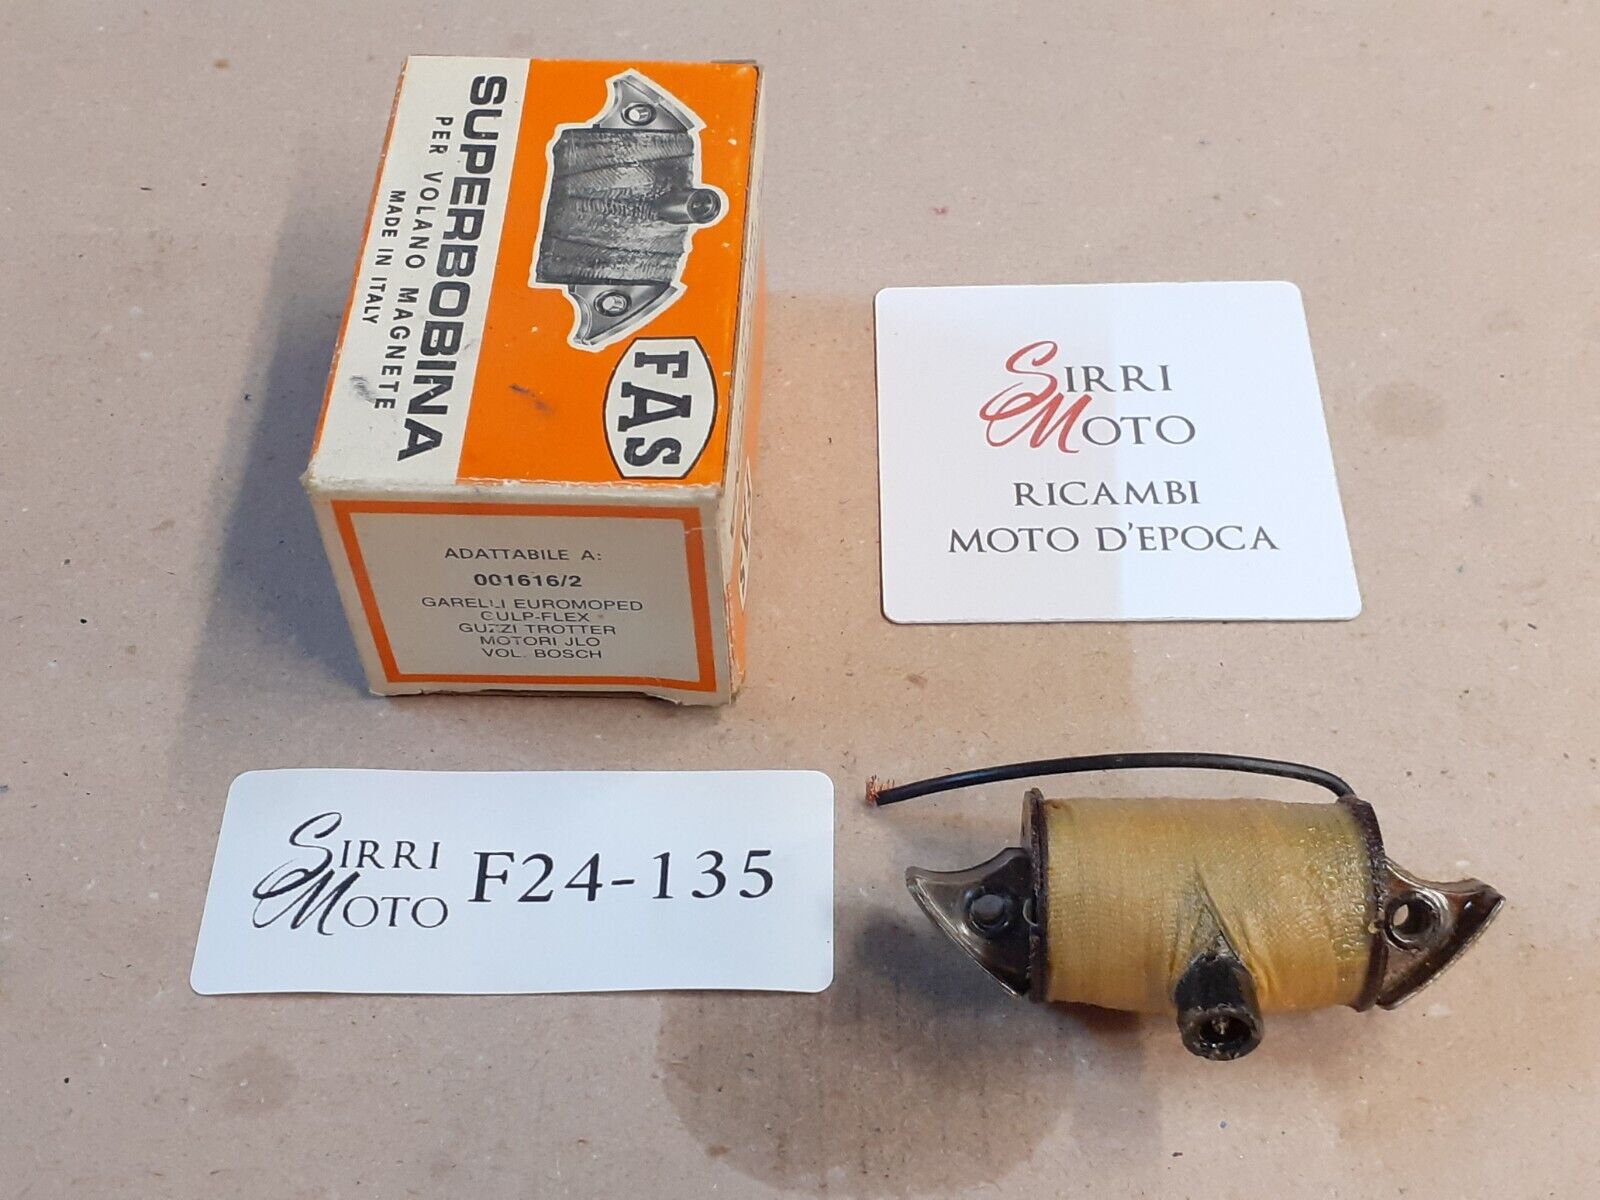 SUPERBOBINA
PER VOLANO MAGNETE
MADE IN ITALY
FAS
ADATTABILE A:
001616/2
GARELLI EUROMOPED
GULP-FLEX
GUZZI TROTTER
MOTORI JLO
VOL. BOSCH
SIRRI
MOTO
RICAMBI
MOTO D'EPOCA
SIRRI
MOTO
F24-135